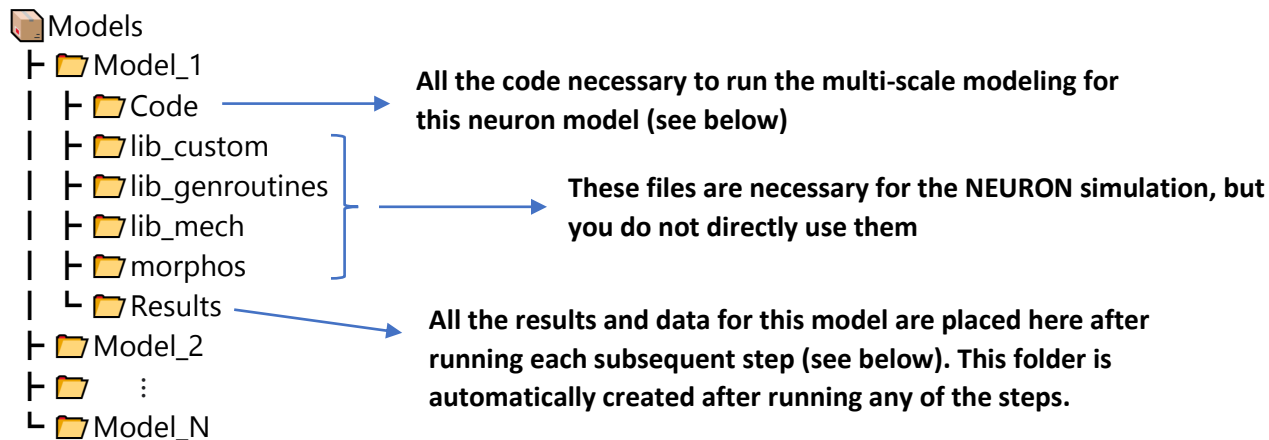 Models
Model_1
Code
All the code necessary to run the multi-scale modeling for
this neuron model (see below)
lib_custom
lib_genroutines
lib_mech
morphos
These files are necessary for the NEURON simulation, but
you do not directly use them
Results
All the results and data for this model are placed here after
running each subsequent step (see below). This folder is
automatically created after running any of the steps.
Model_2
⋮
Model_N